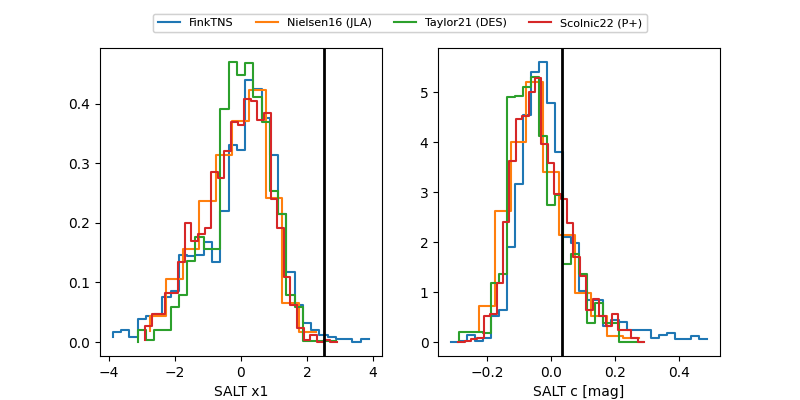 FinkTNS Nielsen16 (JLA) Taylor21 (DES) Scolnic22 (P+)
0.4
0.3
0.2
0.1
0.0
−4 −2 0 2 4
SALT x1
5
4
3
2
1
0
−0.2 0.0 0.2 0.4
SALT c [mag]